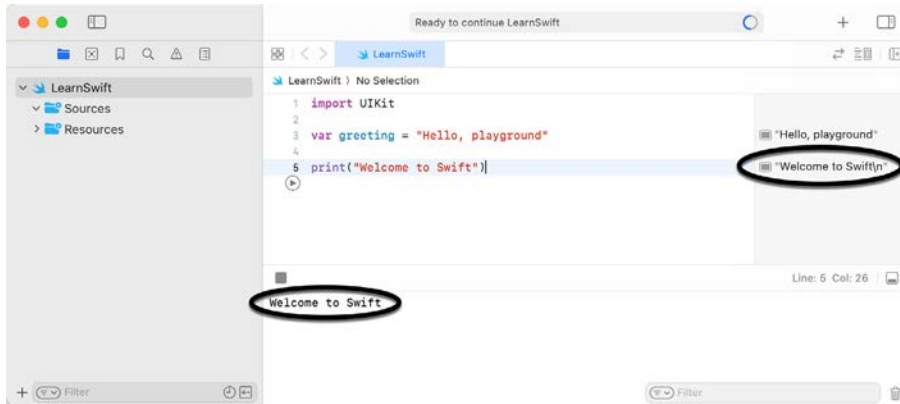 Ready to continue LearnSwift
LearnSwift
LearnSwift
Sources
Resources
LearnSwift › No Selection
1 import UIKit
2
3 var greeting = "Hello, playground"
"Hello, playground"
4
5 print("Welcome to Swift")
"Welcome to Swift\n"
Line: 5 Col: 26
Welcome to Swift
Filter
Filter